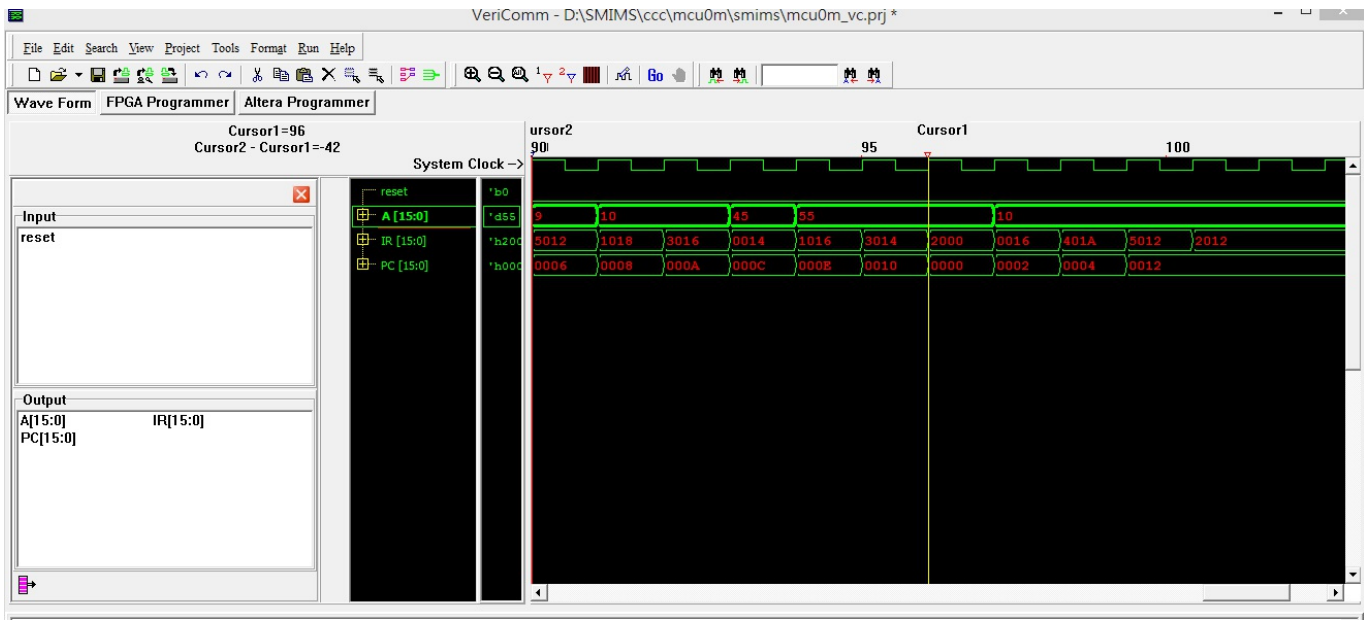 VeriComm - D:\SMIMS\ccc\mcu0m\smims\mcu0m_vc.prj *
File Edit Search View Project Tools Format Run Help
Go
Wave Form FPGA Programmer Altera Programmer
Cursor1=96
Cursor2 - Cursor1=-42
System Clock -->
ursor2 Cursor1
90 95 100
reset 'b0
A [15:0] 'd55 9 10 45 55 10
IR [15:0] 'h200 5012 1018 3016 0014 1016 3014 2000 0016 401A 5012 2012
PC [15:0] 'h000 0006 0008 000A 000C 000E 0010 0000 0002 0004 0012
Input
reset
Output
A[15:0] IR[15:0]
PC[15:0]